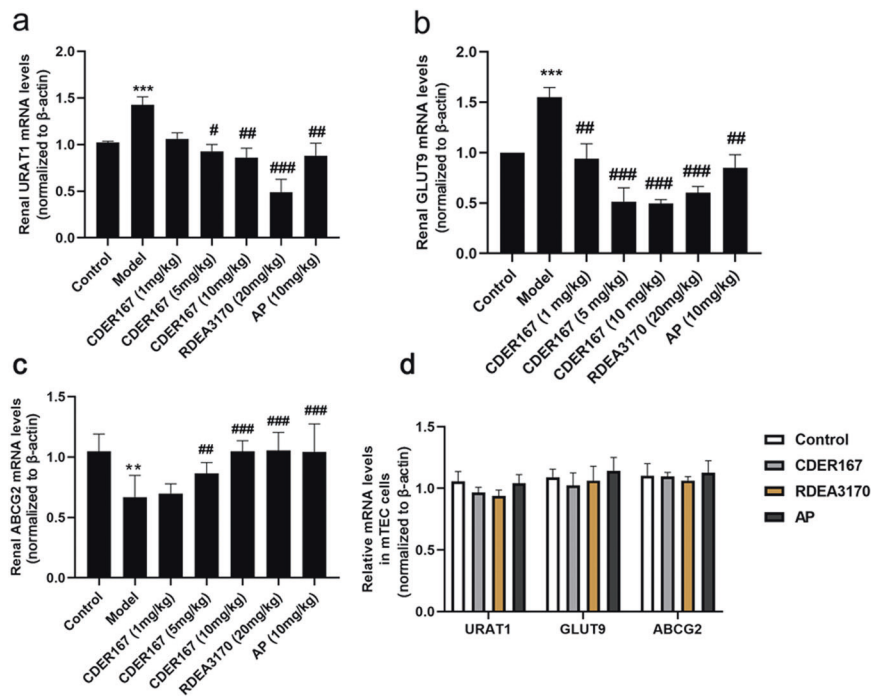 a
Renal URAT1 mRNA levels
(normalized to β-actin)
2.0
1.5
1.0
0.5
0.0
***
#
##
###
##
Control
Model
CDER167 (1mg/kg)
CDER167 (5mg/kg)
CDER167 (10mg/kg)
RDEA3170 (20mg/kg)
AP (10mg/kg)
b
Renal GLUT9 mRNA levels
(normalized to β-actin)
2.0
1.5
1.0
0.5
0.0
***
##
###
###
###
##
Control
Model
CDER167 (1 mg/kg)
CDER167 (5 mg/kg)
CDER167 (10 mg/kg)
RDEA3170 (20mg/kg)
AP (10mg/kg)
c
Renal ABCG2 mRNA levels
(normalized to β-actin)
1.5
1.0
0.5
0.0
**
##
###
###
###
Control
Model
CDER167 (1mg/kg)
CDER167 (5mg/kg)
CDER167 (10mg/kg)
RDEA3170 (20mg/kg)
AP (10mg/kg)
d
Relative mRNA levels
in mTEC cells
(normalized to β-actin)
1.5
1.0
0.5
0.0
URAT1
GLUT9
ABCG2
Control
CDER167
RDEA3170
AP